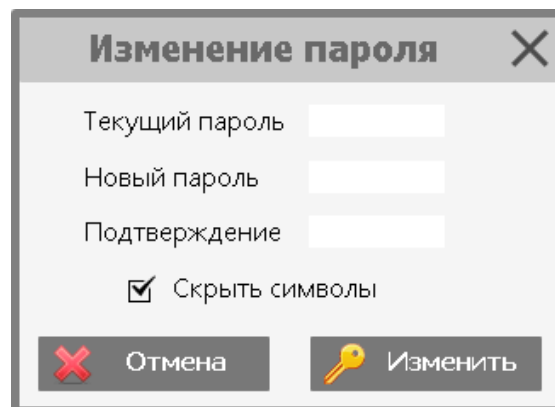 Изменение пароля
Текущий пароль
Новый пароль
Подтверждение
Скрыть символы
Отмена
Изменить